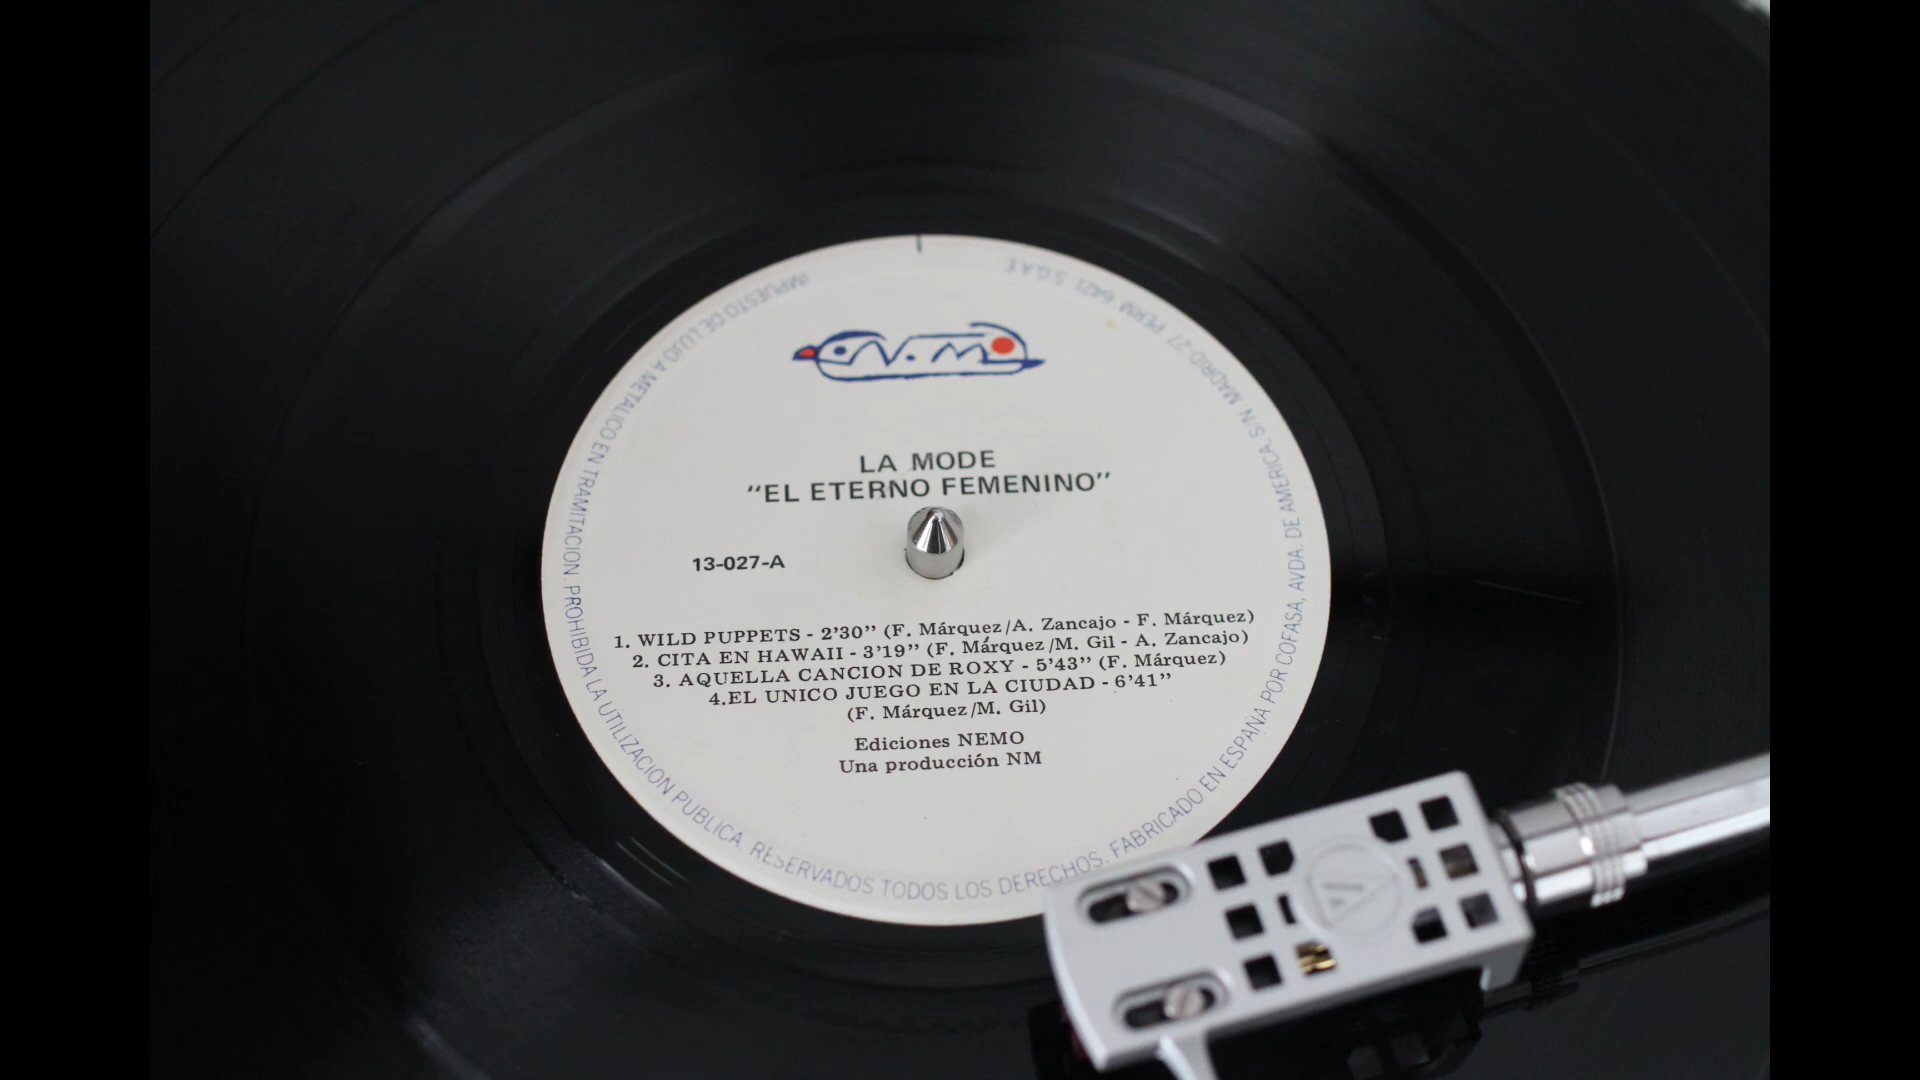 N.M
LA MODE
“EL ETERNO FEMENINO”
13-027-A
1. WILD PUPPETS - 2’30” (F. Márquez/A. Zancajo - F. Márquez)
2. CITA EN HAWAII - 3’19” (F. Márquez/M. Gil - A. Zancajo)
3. AQUELLA CANCION DE ROXY - 5’43” (F. Márquez)
4.EL UNICO JUEGO EN LA CIUDAD - 6’41”
(F. Márquez/M. Gil)
Ediciones NEMO
Una producción NM
IMPUESTO DE LUJO A METALICO EN TRAMITACION. PROHIBIDA LA UTILIZACION PUBLICA. RESERVADOS TODOS LOS DERECHOS. FABRICADO EN ESPAÑA POR COFASA, AVDA. DE AMERICA, S/N MADRID 27 PERM 6421 S.G.A.E